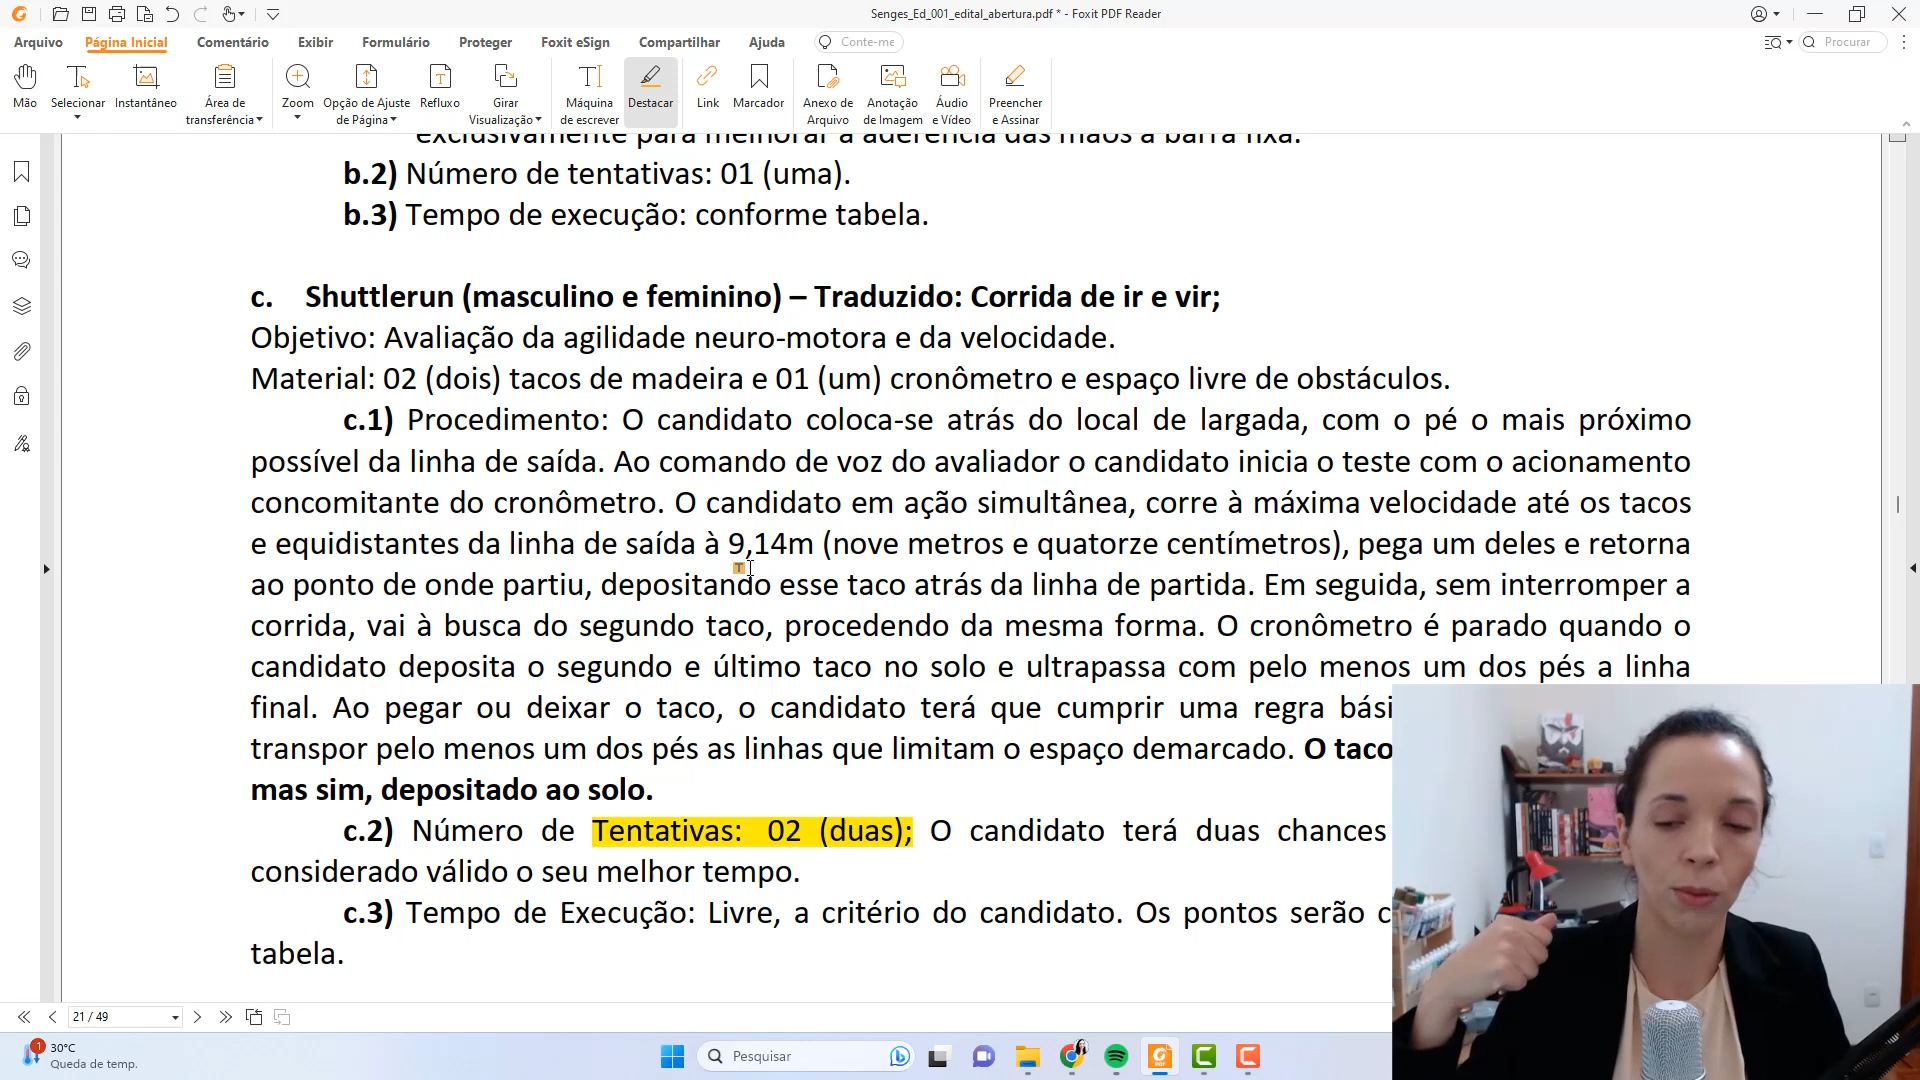 Senges_Ed_001_edital_abertura.pdf * - Foxit PDF Reader
Arquivo Página Inicial Comentário Exibir Formulário Proteger Foxit eSign Compartilhar Ajuda Conte-me Procurar
Mão Selecionar Instantâneo Área de transferência Zoom Opção de Ajuste de Página Refluxo Girar Visualização Máquina de escrever Destacar Link Marcador Anexo de Arquivo Anotação de Imagem Áudio e Vídeo Preencher e Assinar
exclusivamente para melhorar a aderência das mãos à barra fixa.
b.2) Número de tentativas: 01 (uma).
b.3) Tempo de execução: conforme tabela.
c. Shuttlerun (masculino e feminino) – Traduzido: Corrida de ir e vir;
Objetivo: Avaliação da agilidade neuro-motora e da velocidade.
Material: 02 (dois) tacos de madeira e 01 (um) cronômetro e espaço livre de obstáculos.
c.1) Procedimento: O candidato coloca-se atrás do local de largada, com o pé o mais próximo
possível da linha de saída. Ao comando de voz do avaliador o candidato inicia o teste com o acionamento
concomitante do cronômetro. O candidato em ação simultânea, corre à máxima velocidade até os tacos
e equidistantes da linha de saída à 9,14m (nove metros e quatorze centímetros), pega um deles e retorna
ao ponto de onde partiu, depositando esse taco atrás da linha de partida. Em seguida, sem interromper a
corrida, vai à busca do segundo taco, procedendo da mesma forma. O cronômetro é parado quando o
candidato deposita o segundo e último taco no solo e ultrapassa com pelo menos um dos pés a linha
final. Ao pegar ou deixar o taco, o candidato terá que cumprir uma regra bási
transpor pelo menos um dos pés as linhas que limitam o espaço demarcado. O taco
mas sim, depositado ao solo.
c.2) Número de Tentativas: 02 (duas); O candidato terá duas chances
considerado válido o seu melhor tempo.
c.3) Tempo de Execução: Livre, a critério do candidato. Os pontos serão c
tabela.
21 / 49
1 30°C
Queda de temp.
Pesquisar